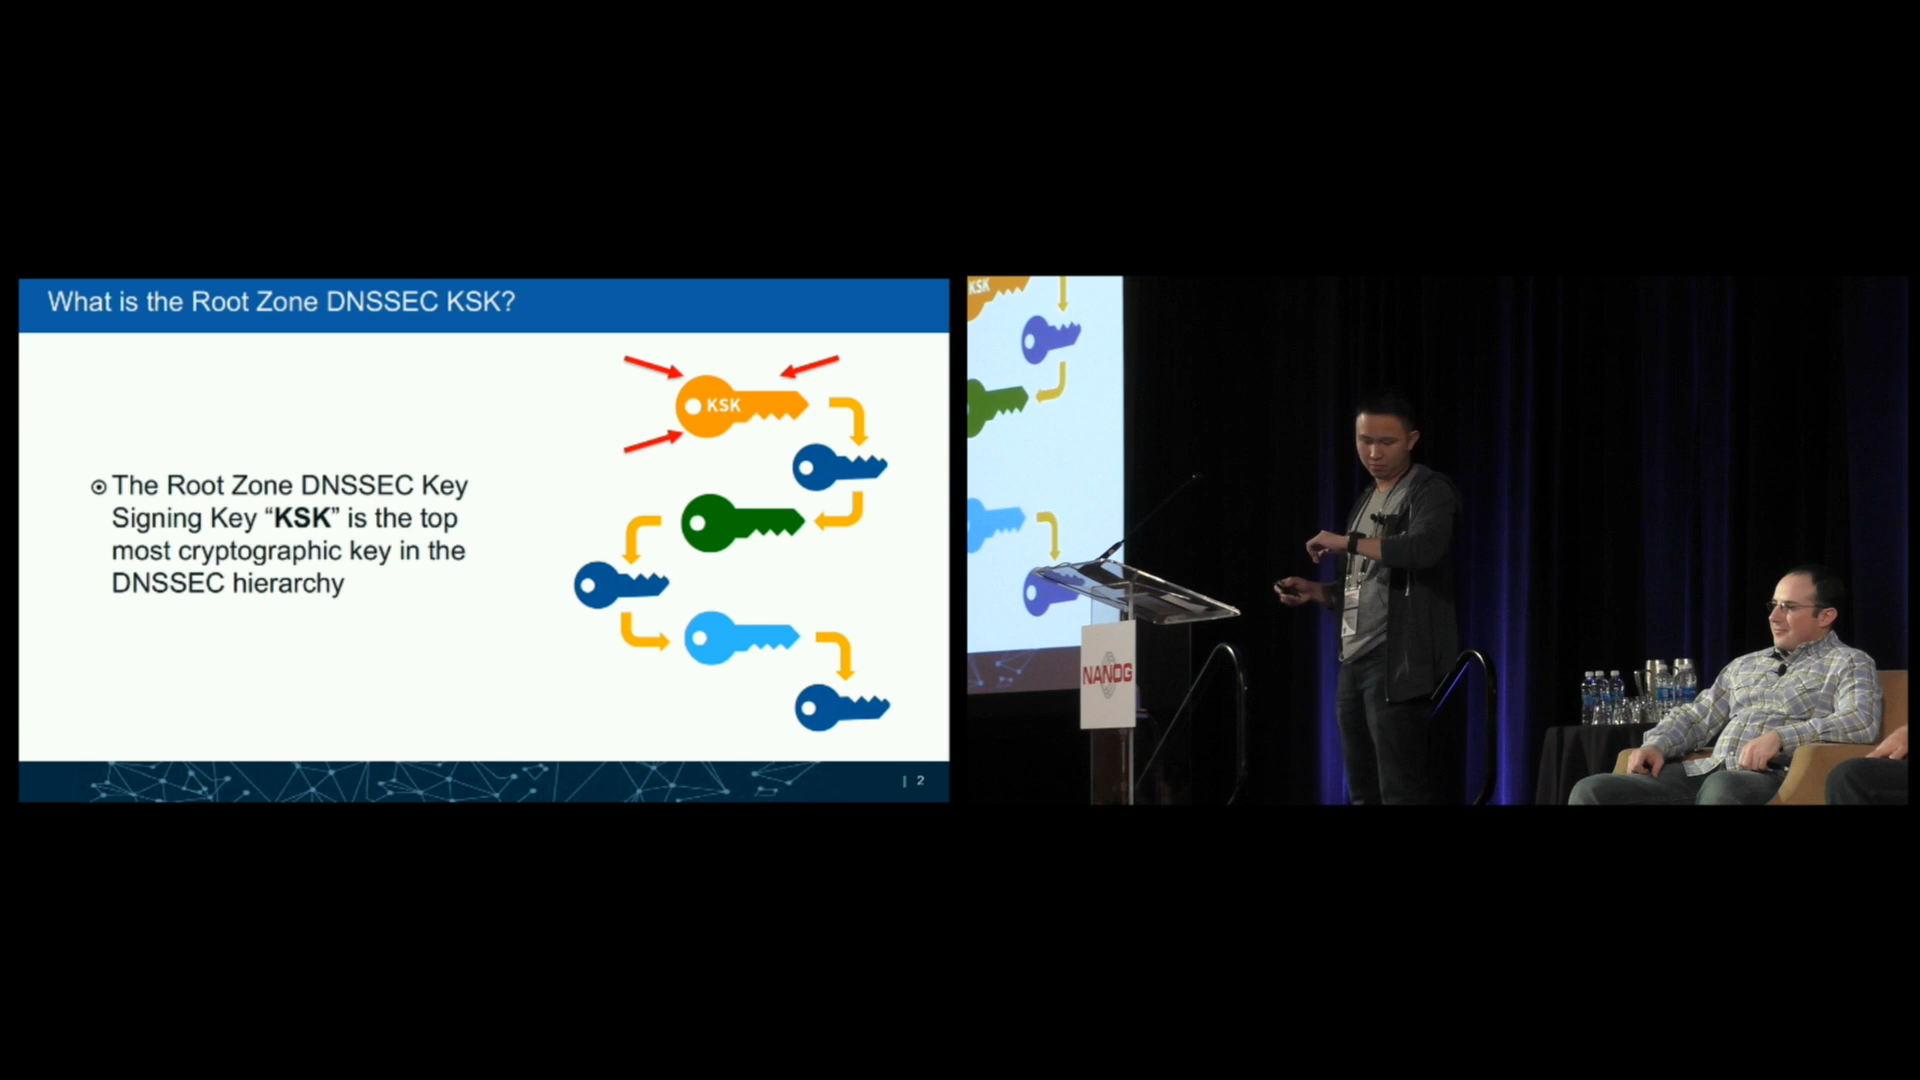 What is the Root Zone DNSSEC KSK?
KSK
⊙ The Root Zone DNSSEC Key
Signing Key “KSK” is the top
most cryptographic key in the
DNSSEC hierarchy
| 2
KSK
NANOG